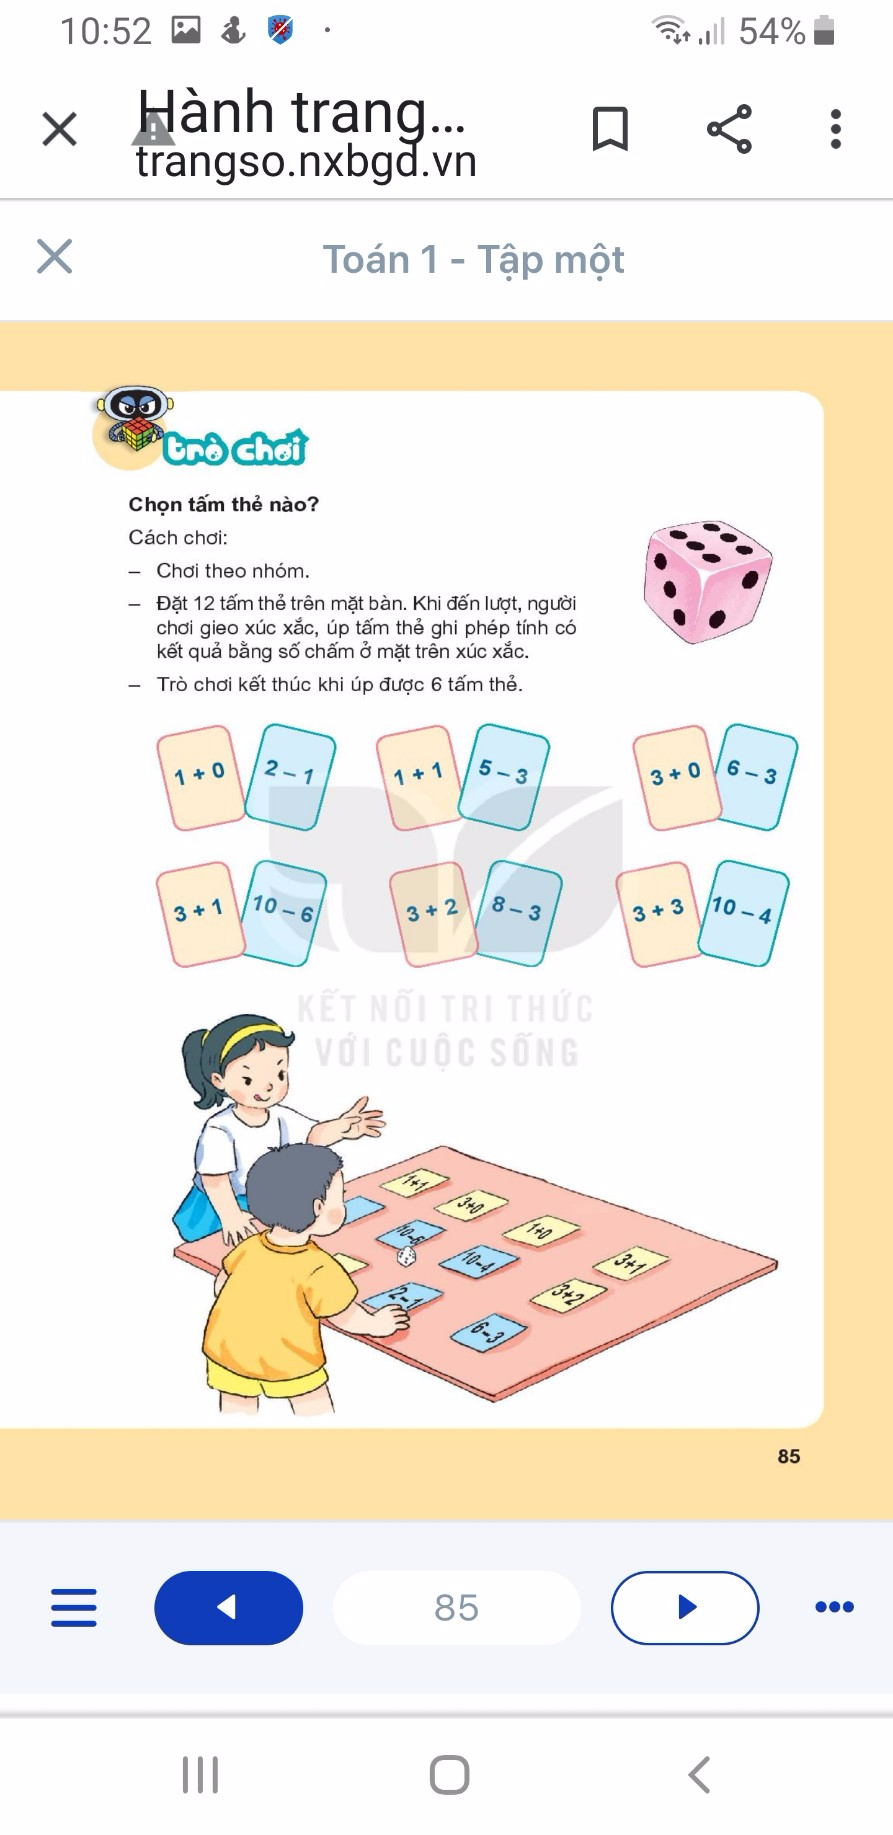 10:52
54%
Hành trang...
trangso.nxbgd.vn
Toán 1 - Tập một
trò chơi
Chọn tấm thẻ nào?
Cách chơi:
– Chơi theo nhóm.
– Đặt 12 tấm thẻ trên mặt bàn. Khi đến lượt, người
chơi gieo xúc xắc, úp tấm thẻ ghi phép tính có
kết quả bằng số chấm ở mặt trên xúc xắc.
– Trò chơi kết thúc khi úp được 6 tấm thẻ.
1 + 0 2 – 1 1 + 1 5 – 3 3 + 0 6 – 3
3 + 1 10 – 6 3 + 2 8 – 3 3 + 3 10 – 4
KẾT NỐI TRI THỨC
VỚI CUỘC SỐNG
1+1
3+0
10-6
1+0
10-4
3+1
2-1
3+2
6-3
85
85